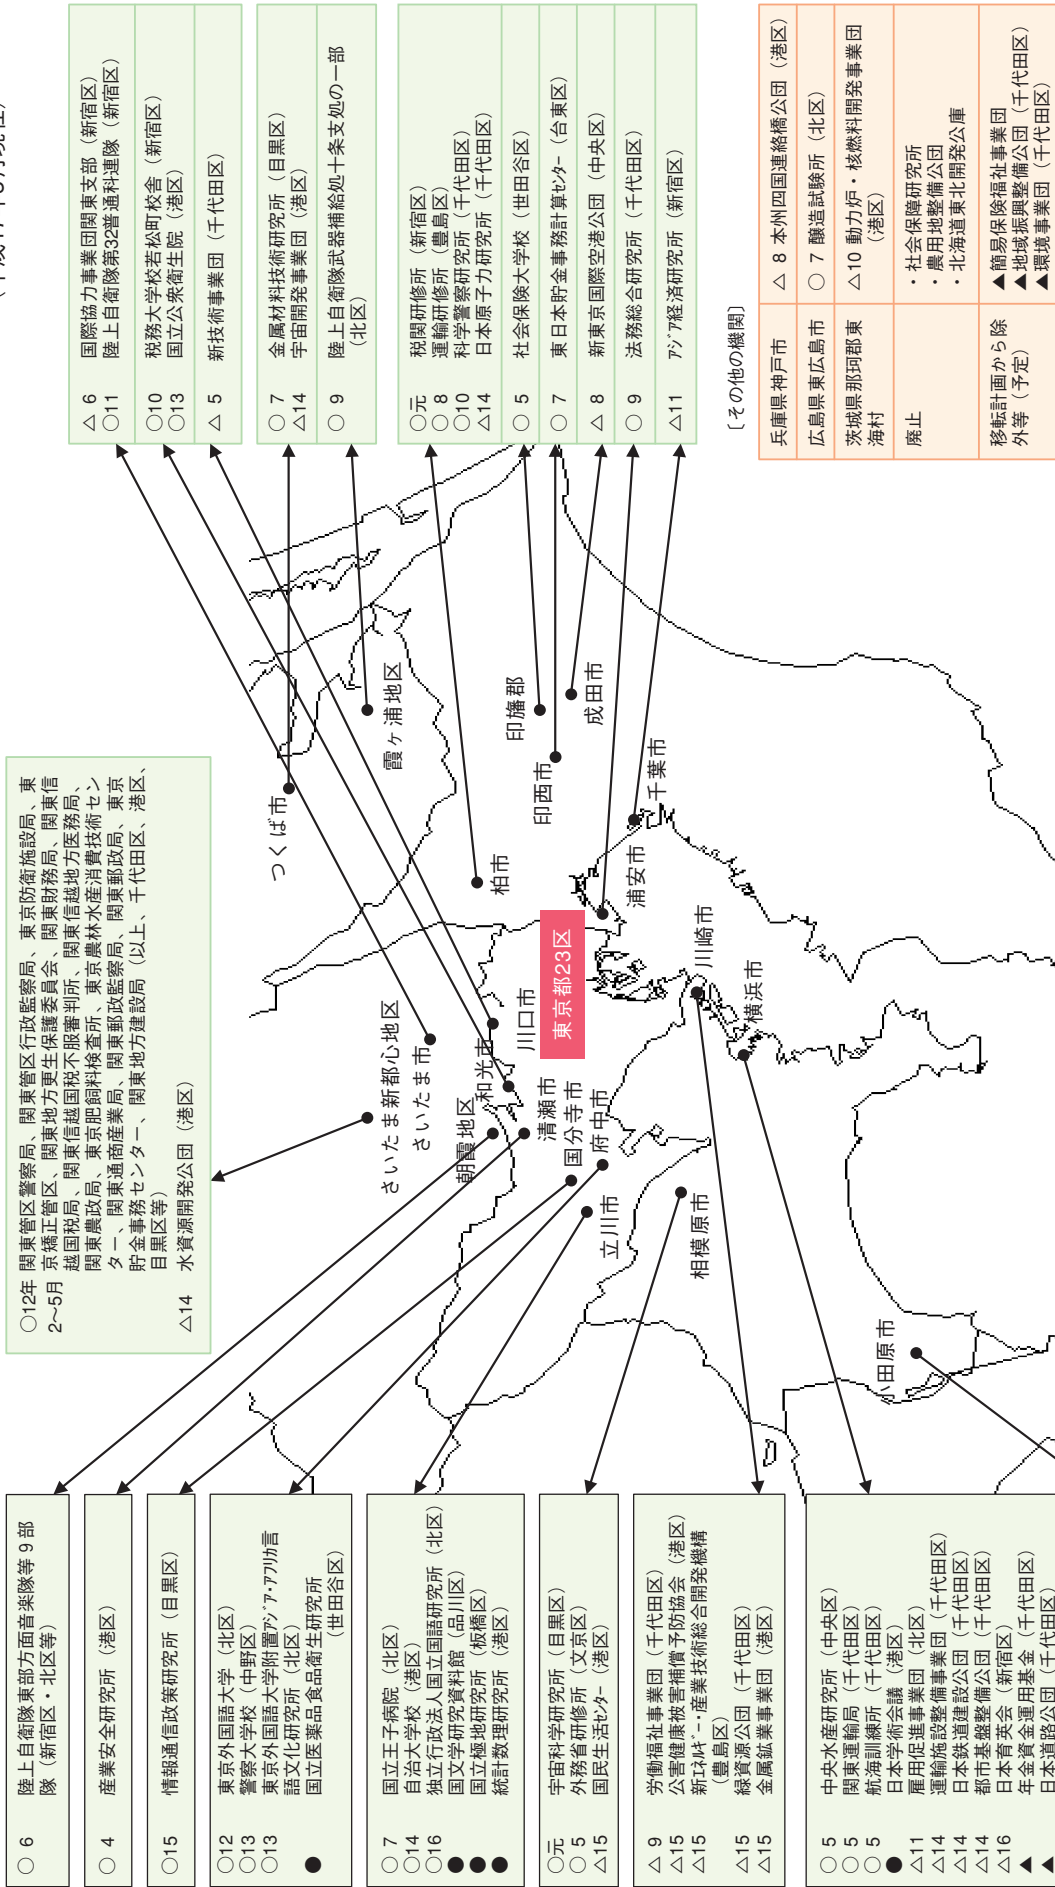 ○12年 関東管区警察局、関東管区行政監察局、東京防衛施設局、東
2〜5月 京矯正管区、関東地方更生保護委員会、関東財務局、関東信
越国税局、関東信越国税不服審判所、関東信越地方医務局、
関東農政局、東京肥飼料検査所、東京農林水産消費技術セン
ター、関東通商産業局、関東郵政監察局、関東郵政局、東京
貯金事務センター、関東地方建設局（以上、千代田区、港区、
目黒区等）
△14 水資源開発公団（港区）
△ 6 国際協力事業団関東支部（新宿区）
○11 陸上自衛隊第32普通科連隊（新宿区）
○10 税務大学校若松町校舎（新宿区）
○13 国立公衆衛生院（港区）
△ 5 新技術事業団（千代田区）
○ 7 金属材料技術研究所（目黒区）
△14 宇宙開発事業団（港区）
○ 9 陸上自衛隊武器補給処十条支処の一部
（北区）
○元 税関研修所（新宿区）
○ 8 運輸研修所（豊島区）
○10 科学警察研究所（千代田区）
△14 日本原子力研究所（千代田区）
○ 5 社会保険大学校（世田谷区）
○ 7 東日本貯金事務計算センター（台東区）
△ 8 新東京国際空港公団（中央区）
○ 9 法務総合研究所（千代田区）
△11 アジア経済研究所（新宿区）
〔その他の機関〕
兵庫県神戸市 △ 8 本州四国連絡橋公団（港区）
広島県東広島市 ○ 7 醸造試験所（北区）
茨城県那珂郡東 △10 動力炉・核燃料開発事業団
海村 （港区）
廃止 ・社会保障研究所
・農用地整備公団
・北海道東北開発公庫
移転計画から除 ▲簡易保険福祉事業団
外等（予定） ▲地域振興整備公団（千代田区）
▲環境事業団（千代田区）
つくば市
霞ヶ浦地区
柏市
印旛郡
印西市
成田市
千葉市
浦安市
さいたま新都心地区
さいたま市
川口市
和光市
朝霞地区
清瀬市
国分寺市
府中市
立川市
東京都23区
川崎市
横浜市
相模原市
小田原市
○ 6 陸上自衛隊東部方面音楽隊等９部
隊（新宿区・北区等）
○ 4 産業安全研究所（港区）
○15 情報通信政策研究所（目黒区）
○12 東京外国語大学（北区）
○13 警察大学校（中野区）
○13 東京外国語大学附置アジア・アフリカ言
語文化研究所（北区）
● 国立医薬品食品衛生研究所
（世田谷区）
○ 7 国立王子病院（北区）
○14 自治大学校（港区）
○16 独立行政法人国立国語研究所（北区）
● 国文学研究資料館（品川区）
● 国立極地研究所（板橋区）
● 統計数理研究所（港区）
○元 宇宙科学研究所（目黒区）
○ 5 外務省研修所（文京区）
△15 国民生活センター（港区）
△ 9 労働福祉事業団（千代田区）
△15 公害健康被害補償予防協会（港区）
△15 新エネルギー・産業技術総合開発機構
（豊島区）
△15 緑資源公団（千代田区）
△15 金属鉱業事業団（港区）
○ 5 中央水産研究所（中央区）
○ 5 関東運輸局（千代田区）
○ 5 航海訓練所（千代田区）
● 日本学術会議（港区）
△11 雇用促進事業団（北区）
△14 運輸施設整備事業団（千代田区）
△14 日本鉄道建設公団（千代田区）
△14 都市基盤整備公団（千代田区）
△16 日本育英会（新宿区）
▲ 年金資金運用基金（千代田区）
▲ 日本道路公団（千代田区）